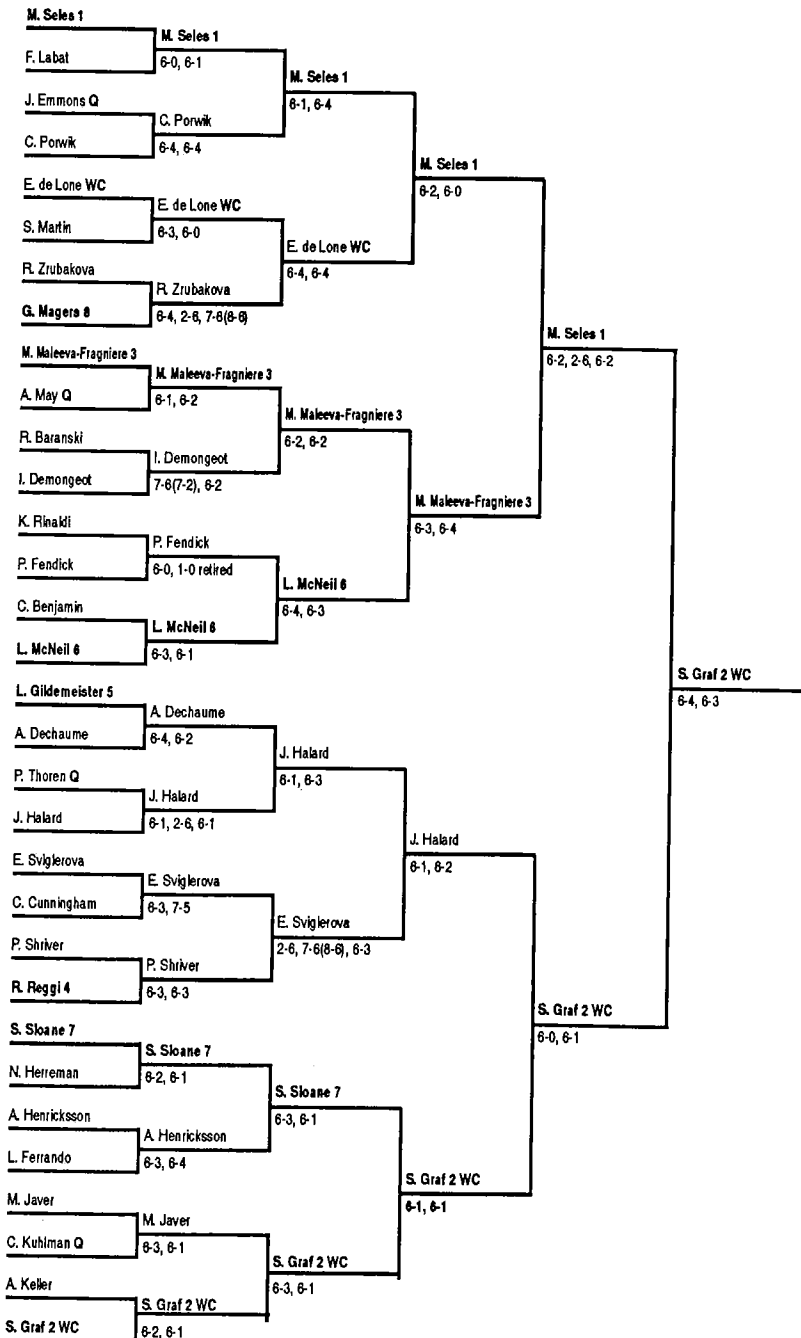 M. Seles 1
F. Labat
J. Emmons Q
C. Porwik
E. de Lone WC
S. Martin
R. Zrubakova
G. Magers 8
M. Maleeva-Fragniere 3
A. May Q
R. Baranski
I. Demongeot
K. Rinaldi
P. Fendick
C. Benjamin
L. McNeil 6
L. Gildemeister 5
A. Dechaume
P. Thoren Q
J. Halard
E. Sviglerova
C. Cunningham
P. Shriver
R. Reggi 4
S. Sloane 7
N. Herreman
A. Henricksson
L. Ferrando
M. Javer
C. Kuhlman Q
A. Keller
S. Graf 2 WC
M. Seles 1
6-0, 6-1
C. Porwik
6-4, 6-4
E. de Lone WC
6-3, 6-0
R. Zrubakova
6-4, 2-6, 7-6(8-6)
M. Maleeva-Fragniere 3
6-1, 6-2
I. Demongeot
7-6(7-2), 6-2
P. Fendick
6-0, 1-0 retired
L. McNeil 6
6-3, 6-1
A. Dechaume
6-4, 6-2
J. Halard
6-1, 2-6, 6-1
E. Sviglerova
6-3, 7-5
P. Shriver
6-3, 6-3
S. Sloane 7
6-2, 6-1
A. Henricksson
6-3, 6-4
M. Javer
6-3, 6-1
S. Graf 2 WC
6-2, 6-1
M. Seles 1
6-1, 6-4
E. de Lone WC
6-4, 6-4
M. Maleeva-Fragniere 3
6-2, 6-2
L. McNeil 6
6-4, 6-3
J. Halard
6-1, 6-3
E. Sviglerova
2-6, 7-6(8-6), 6-3
S. Sloane 7
6-3, 6-1
S. Graf 2 WC
6-3, 6-1
M. Seles 1
6-2, 6-0
M. Maleeva-Fragniere 3
6-3, 6-4
J. Halard
6-1, 6-2
S. Graf 2 WC
6-1, 6-1
M. Seles 1
6-2, 2-6, 6-2
S. Graf 2 WC
6-0, 6-1
S. Graf 2 WC
6-4, 6-3